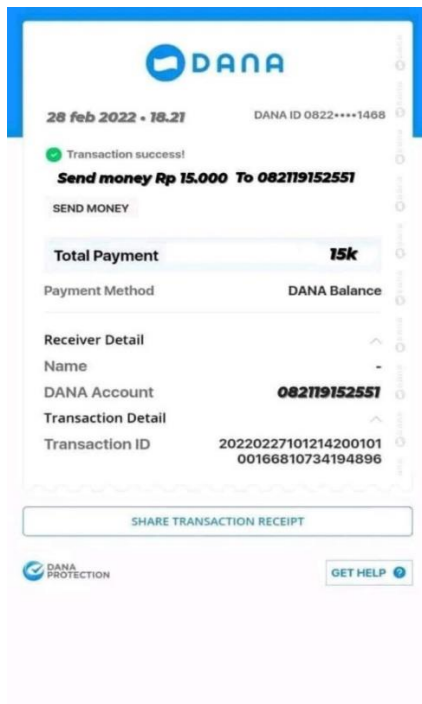 DANA
28 feb 2022 • 18.21 DANA ID 0822••••1468
Transaction success!
Send money Rp 15.000 To 082119152551
SEND MONEY
Total Payment 15k
Payment Method DANA Balance
Receiver Detail
Name -
DANA Account 082119152551
Transaction Detail
Transaction ID 20220227101214200101
00166810734194896
SHARE TRANSACTION RECEIPT
DANA
PROTECTION
GET HELP ?